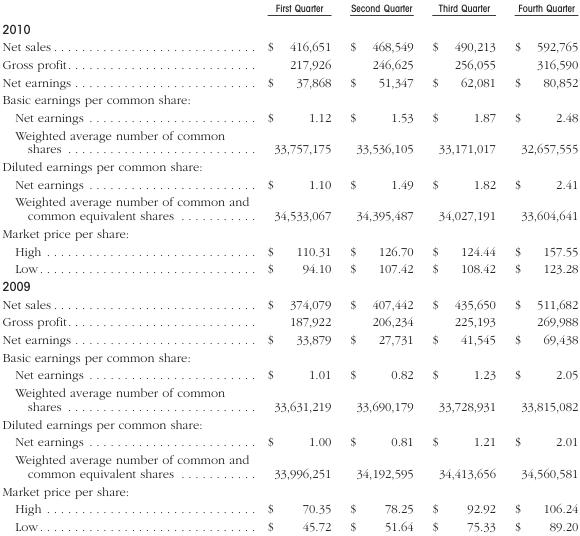 First Quarter Second Quarter Third Quarter Fourth Quarter
2010
Net sales . . . . . . . . . . . . . . . . . . . . . . . . . . . . . $ 416,651 $ 468,549 $ 490,213 $ 592,765
Gross profit. . . . . . . . . . . . . . . . . . . . . . . . . . . 217,926 246,625 256,055 316,590
Net earnings . . . . . . . . . . . . . . . . . . . . . . . . . . $ 37,868 $ 51,347 $ 62,081 $ 80,852
Basic earnings per common share:
Net earnings . . . . . . . . . . . . . . . . . . . . . . . . $ 1.12 $ 1.53 $ 1.87 $ 2.48
Weighted average number of common
shares . . . . . . . . . . . . . . . . . . . . . . . . . . . 33,757,175 33,536,105 33,171,017 32,657,555
Diluted earnings per common share:
Net earnings . . . . . . . . . . . . . . . . . . . . . . . . $ 1.10 $ 1.49 $ 1.82 $ 2.41
Weighted average number of common and
common equivalent shares . . . . . . . . . . . 34,533,067 34,395,487 34,027,191 33,604,641
Market price per share:
High . . . . . . . . . . . . . . . . . . . . . . . . . . . . . . $ 110.31 $ 126.70 $ 124.44 $ 157.55
Low . . . . . . . . . . . . . . . . . . . . . . . . . . . . . . . $ 94.10 $ 107.42 $ 108.42 $ 123.28
2009
Net sales . . . . . . . . . . . . . . . . . . . . . . . . . . . . . $ 374,079 $ 407,442 $ 435,650 $ 511,682
Gross profit. . . . . . . . . . . . . . . . . . . . . . . . . . . 187,922 206,234 225,193 269,988
Net earnings . . . . . . . . . . . . . . . . . . . . . . . . . . $ 33,879 $ 27,731 $ 41,545 $ 69,438
Basic earnings per common share:
Net earnings . . . . . . . . . . . . . . . . . . . . . . . . $ 1.01 $ 0.82 $ 1.23 $ 2.05
Weighted average number of common
shares . . . . . . . . . . . . . . . . . . . . . . . . . . . 33,631,219 33,690,179 33,728,931 33,815,082
Diluted earnings per common share:
Net earnings . . . . . . . . . . . . . . . . . . . . . . . . $ 1.00 $ 0.81 $ 1.21 $ 2.01
Weighted average number of common and
common equivalent shares . . . . . . . . . . . 33,996,251 34,192,595 34,413,656 34,560,581
Market price per share:
High . . . . . . . . . . . . . . . . . . . . . . . . . . . . . . $ 70.35 $ 78.25 $ 92.92 $ 106.24
Low . . . . . . . . . . . . . . . . . . . . . . . . . . . . . . . $ 45.72 $ 51.64 $ 75.33 $ 89.20